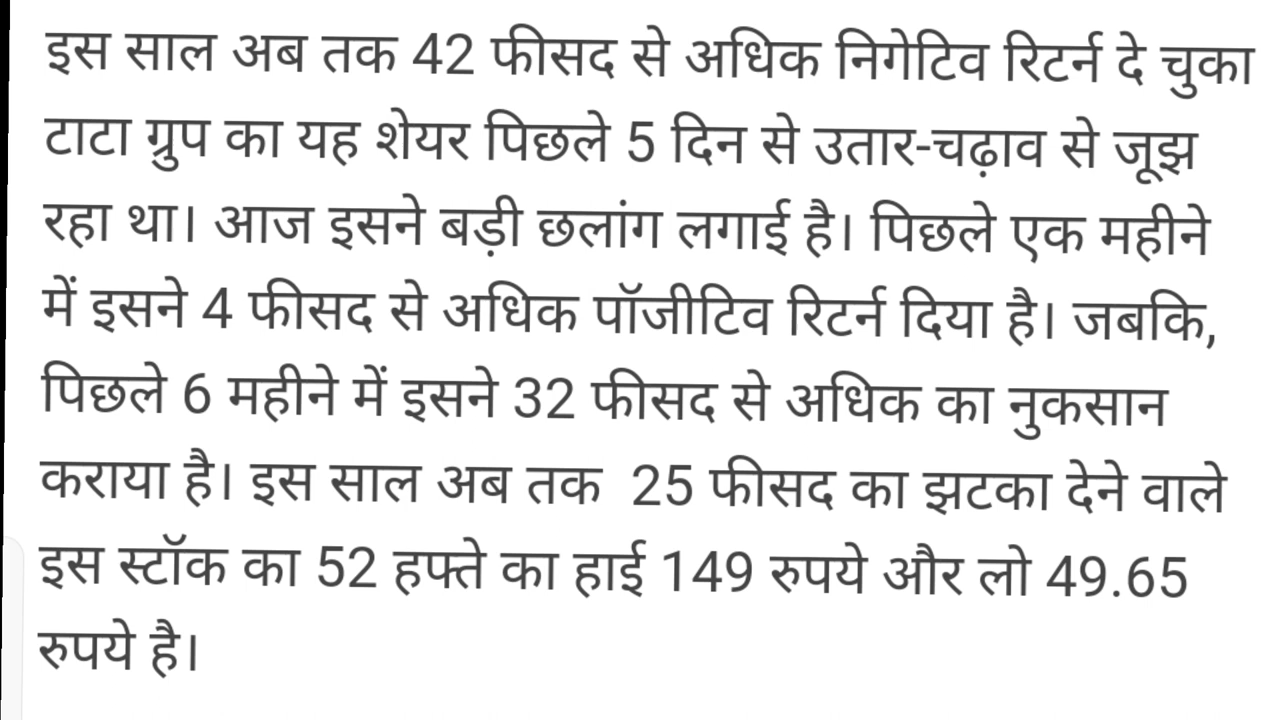 इस साल अब तक 42 फीसद से अधिक निगेटिव रिटर्न दे चुका
टाटा ग्रुप का यह शेयर पिछले 5 दिन से उतार-चढ़ाव से जूझ
रहा था। आज इसने बड़ी छलांग लगाई है। पिछले एक महीने
में इसने 4 फीसद से अधिक पॉजीटिव रिटर्न दिया है। जबकि,
पिछले 6 महीने में इसने 32 फीसद से अधिक का नुकसान
कराया है। इस साल अब तक 25 फीसद का झटका देने वाले
इस स्टॉक का 52 हफ्ते का हाई 149 रुपये और लो 49.65
रुपये है।